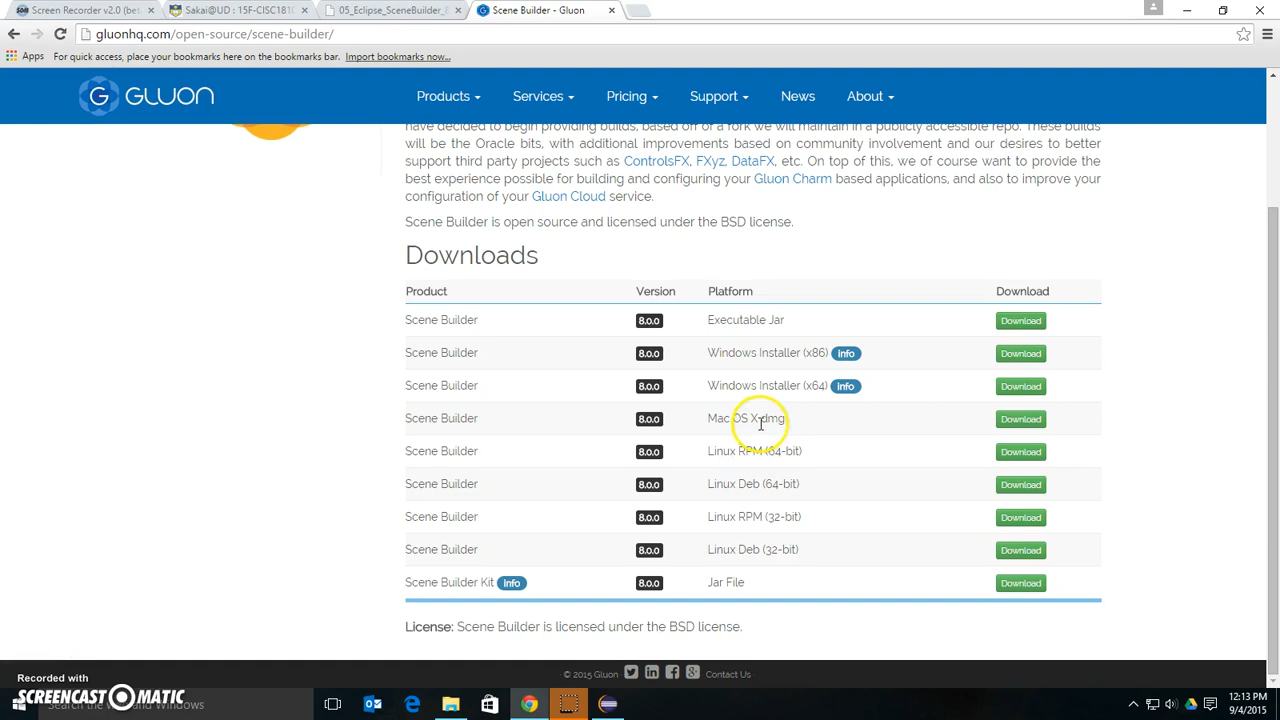 Screen Recorder v2.0 (beta
Sakai@UD : 15F-CISC181
05_Eclipse_SceneBuilder_
Scene Builder - Gluon
gluonhq.com/open-source/scene-builder/
Apps
For quick access, place your bookmarks here on the bookmarks bar. Import bookmarks now...
G GLUON
Products
Services
Pricing
Support
News
About
have decided to begin providing builds, based off of a fork we will maintain in a publicly accessible repo. These builds
will be the Oracle bits, with additional improvements based on community involvement and our desires to better
support third party projects such as ControlsFX, FXyz, DataFX, etc. On top of this, we of course want to provide the
best experience possible for building and configuring your Gluon Charm based applications, and also to improve your
configuration of your Gluon Cloud service.
Scene Builder is open source and licensed under the BSD license.
Downloads
Product Version Platform Download
Scene Builder 8.0.0 Executable Jar Download
Scene Builder 8.0.0 Windows Installer (x86) Info Download
Scene Builder 8.0.0 Windows Installer (x64) Info Download
Scene Builder 8.0.0 Mac OS X dmg Download
Scene Builder 8.0.0 Linux RPM (64-bit) Download
Scene Builder 8.0.0 Linux Deb (64-bit) Download
Scene Builder 8.0.0 Linux RPM (32-bit) Download
Scene Builder 8.0.0 Linux Deb (32-bit) Download
Scene Builder Kit Info 8.0.0 Jar File Download
License: Scene Builder is licensed under the BSD license.
© 2015 Gluon
Contact Us
Recorded with
SCREENCAST-O-MATIC
Search the web and Windows
12:13 PM
9/4/2015